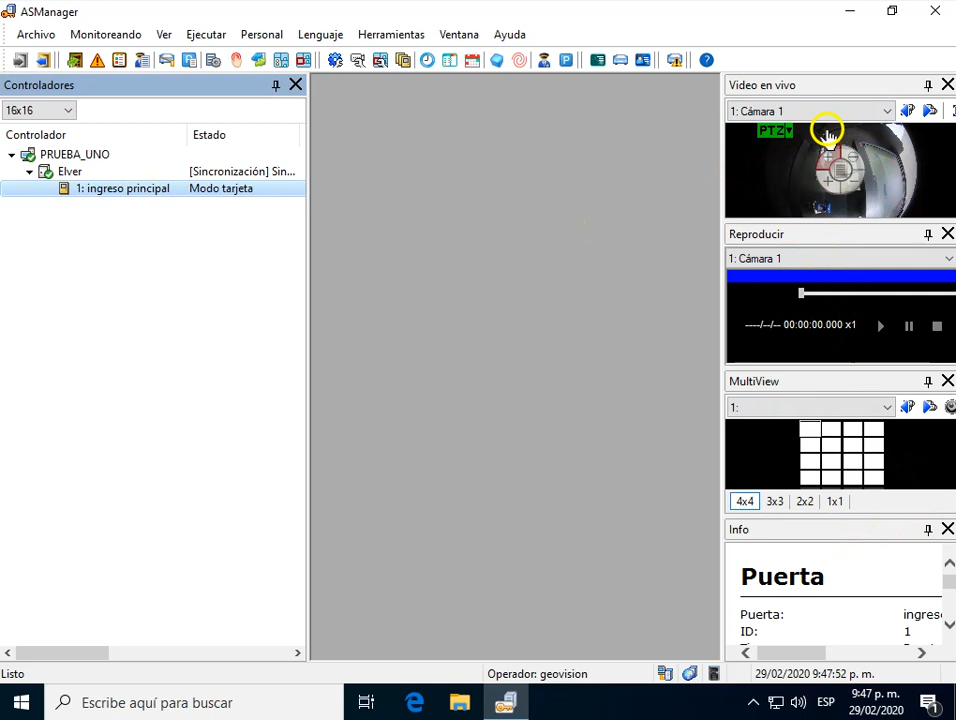 ASManager
Archivo Monitoreando Ver Ejecutar Personal Lenguaje Herramientas Ventana Ayuda
Controladores
16x16
Controlador Estado
PRUEBA_UNO
Elver [Sincronización] Sin...
1: ingreso principal Modo tarjeta
Video en vivo
1: Cámara 1
PTZ
Reproducir
1: Cámara 1
----/--/-- 00:00:00.000 x1
MultiView
1:
4x4 3x3 2x2 1x1
Info
Puerta
Puerta: ingres
ID: 1
Listo Operador: geovision 29/02/2020 9:47:52 p. m.
Escribe aquí para buscar ESP 9:47 p. m.
29/02/2020
1